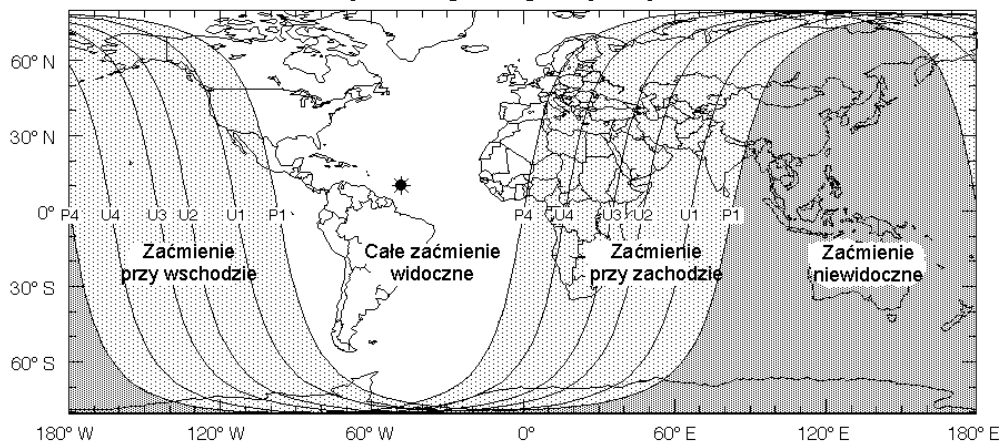 60° N
30° N
0°
30° S
60° S
P4 U4 U3 U2 U1 P1 P4 U4 U3 U2 U1 P1
Zaćmienie
przy wschodzie
Całe zaćmienie
widoczne
Zaćmienie
przy zachodzie
Zaćmienie
niewidoczne
180° W 120° W 60° W 0° 60° E 120° E 180° E